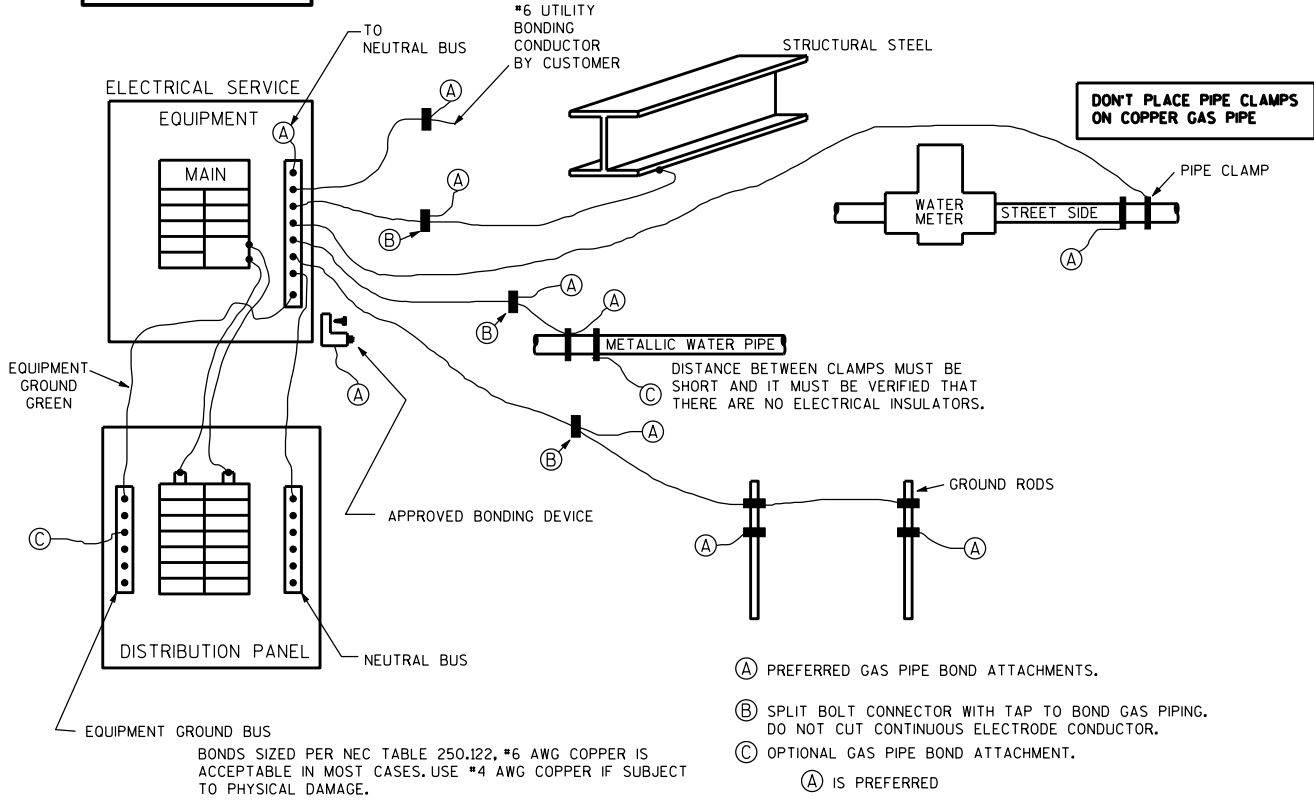 #6 UTILITY
BONDING
CONDUCTOR
BY CUSTOMER
TO
NEUTRAL BUS
STRUCTURAL STEEL
ELECTRICAL SERVICE
EQUIPMENT
A
A
MAIN
DON'T PLACE PIPE CLAMPS
ON COPPER GAS PIPE
PIPE CLAMP
A
B
WATER
METER
STREET SIDE
A
A
A
B
METALLIC WATER PIPE
C
DISTANCE BETWEEN CLAMPS MUST BE
SHORT AND IT MUST BE VERIFIED THAT
THERE ARE NO ELECTRICAL INSULATORS.
EQUIPMENT
GROUND
GREEN
A
A
B
GROUND RODS
APPROVED BONDING DEVICE
C
A
A
DISTRIBUTION PANEL
NEUTRAL BUS
EQUIPMENT GROUND BUS
BONDS SIZED PER NEC TABLE 250.122, #6 AWG COPPER IS
ACCEPTABLE IN MOST CASES. USE #4 AWG COPPER IF SUBJECT
TO PHYSICAL DAMAGE.
A PREFERRED GAS PIPE BOND ATTACHMENTS.
B SPLIT BOLT CONNECTOR WITH TAP TO BOND GAS PIPING.
DO NOT CUT CONTINUOUS ELECTRODE CONDUCTOR.
C OPTIONAL GAS PIPE BOND ATTACHMENT.
A IS PREFERRED